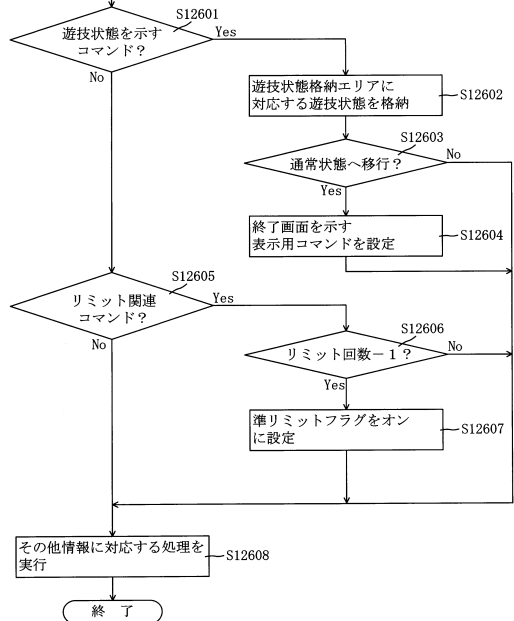 S12601
遊技状態を示す
コマンド?
Yes
No
遊技状態格納エリアに
対応する遊技状態を格納
S12602
S12603
通常状態へ移行?
No
Yes
終了画面を示す
表示用コマンドを設定
S12604
S12605
リミット関連
コマンド?
Yes
No
S12606
リミット回数-1?
No
Yes
準リミットフラグをオン
に設定
S12607
その他情報に対応する処理を
実行
S12608
終 了